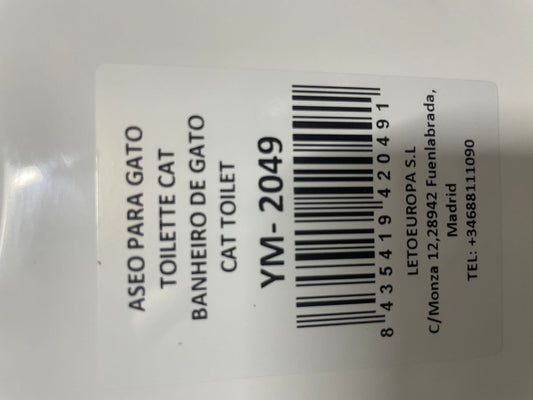 ASEO PARA GATO
TOILETTE CAT
BANHEIRO DE GATO
CAT TOILET
YM- 2049
8 435419 420491
LETOEUROPA S.L
C/Monza 12,28942 Fuenlabrada,
Madrid
TEL: +34688111090